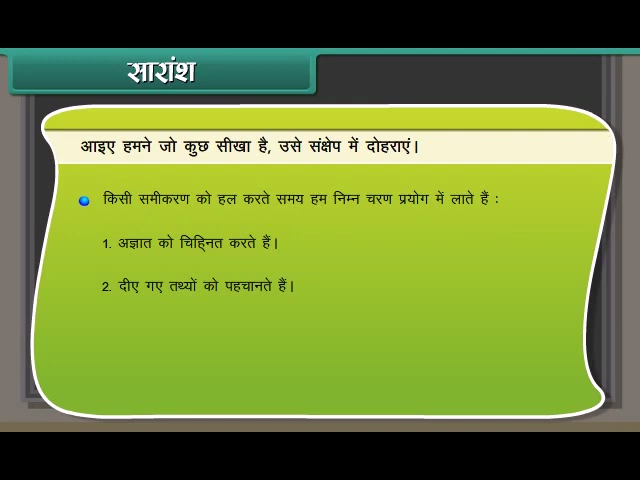 सारांश
आइए हमने जो कुछ सीखा है, उसे संक्षेप में दोहराएं।
किसी समीकरण को हल करते समय हम निम्न चरण प्रयोग में लाते हैं :
1. अज्ञात को चिह्नित करते हैं।
2. दीए गए तथ्यों को पहचानते हैं।